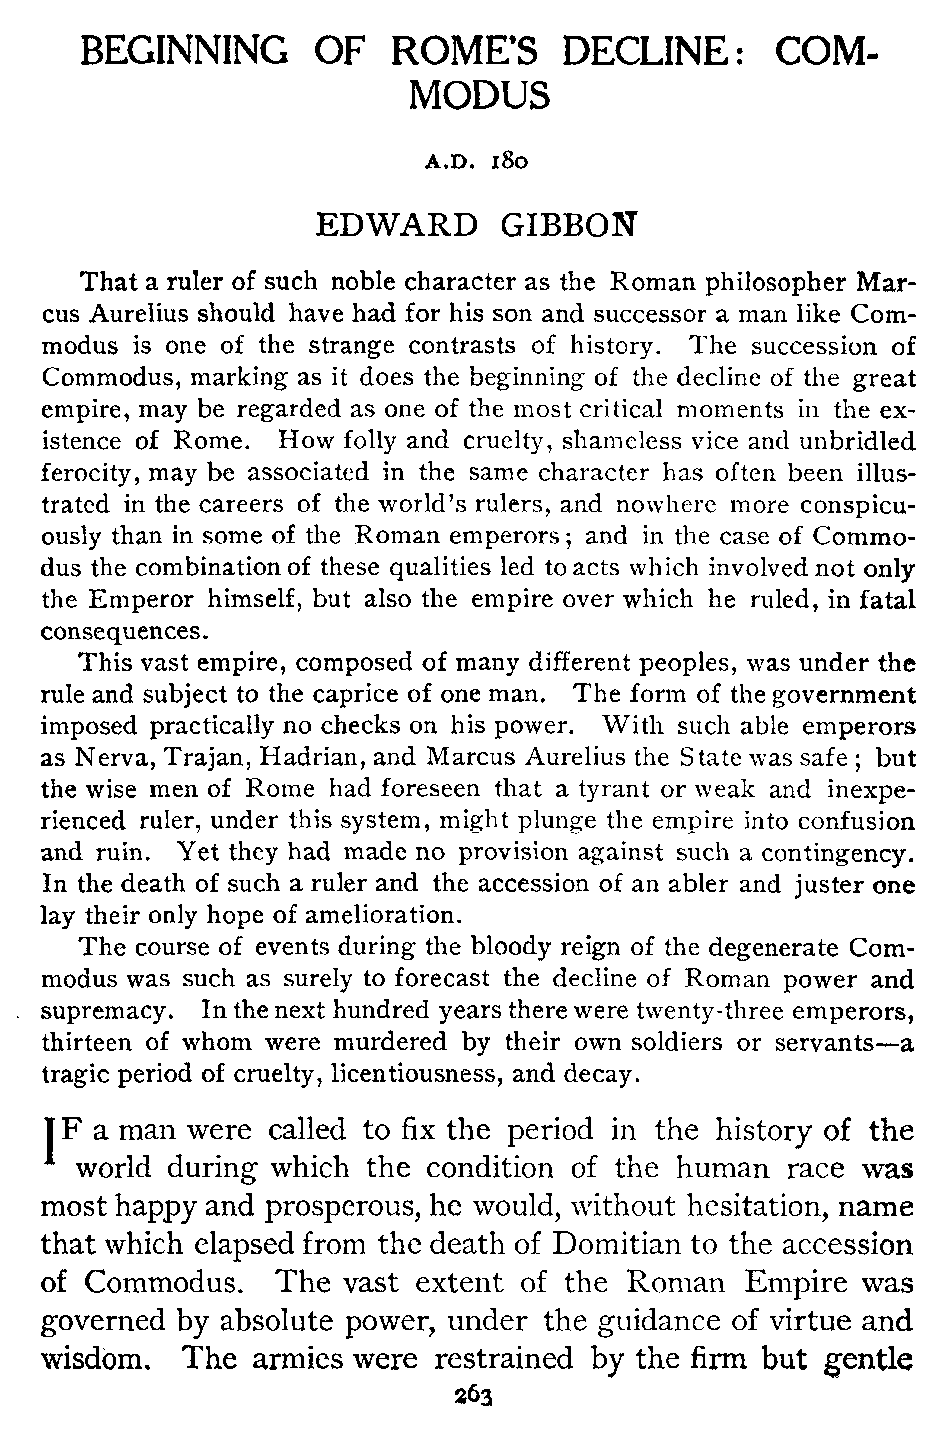 BEGINNING OF ROME'S DECLINE: COM-
MODUS
A.D. 180
EDWARD GIBBON
That a ruler of such noble character as the Roman philosopher Mar-
cus Aurelius should have had for his son and successor a man like Com-
modus is one of the strange contrasts of history. The succession of
Commodus, marking as it does the beginning of the decline of the great
empire, may be regarded as one of the most critical moments in the ex-
istence of Rome. How folly and cruelty, shameless vice and unbridled
ferocity, may be associated in the same character has often been illus-
trated in the careers of the world's rulers, and nowhere more conspicu-
ously than in some of the Roman emperors; and in the case of Commo-
dus the combination of these qualities led to acts which involved not only
the Emperor himself, but also the empire over which he ruled, in fatal
consequences.
This vast empire, composed of many different peoples, was under the
rule and subject to the caprice of one man. The form of the government
imposed practically no checks on his power. With such able emperors
as Nerva, Trajan, Hadrian, and Marcus Aurelius the State was safe; but
the wise men of Rome had foreseen that a tyrant or weak and inexpe-
rienced ruler, under this system, might plunge the empire into confusion
and ruin. Yet they had made no provision against such a contingency.
In the death of such a ruler and the accession of an abler and juster one
lay their only hope of amelioration.
The course of events during the bloody reign of the degenerate Com-
modus was such as surely to forecast the decline of Roman power and
supremacy. In the next hundred years there were twenty-three emperors,
thirteen of whom were murdered by their own soldiers or servants—a
tragic period of cruelty, licentiousness, and decay.
IF a man were called to fix the period in the history of the
world during which the condition of the human race was
most happy and prosperous, he would, without hesitation, name
that which elapsed from the death of Domitian to the accession
of Commodus. The vast extent of the Roman Empire was
governed by absolute power, under the guidance of virtue and
wisdom. The armies were restrained by the firm but gentle
263